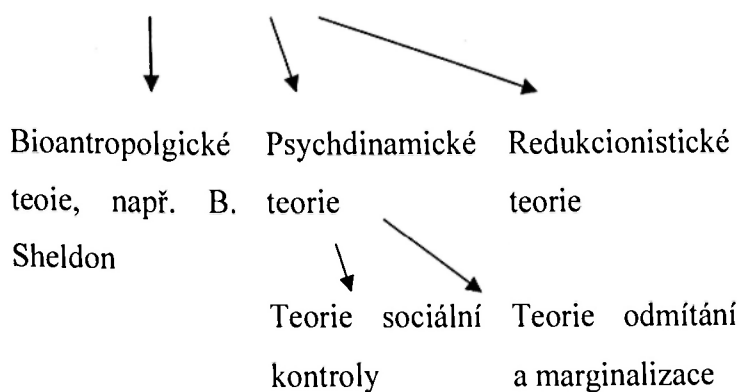 Bioantropolgické Psychdinamické Redukcionistické
teoie, např. B. teorie teorie
Sheldon
Teorie sociální Teorie odmítání
kontroly a marginalizace